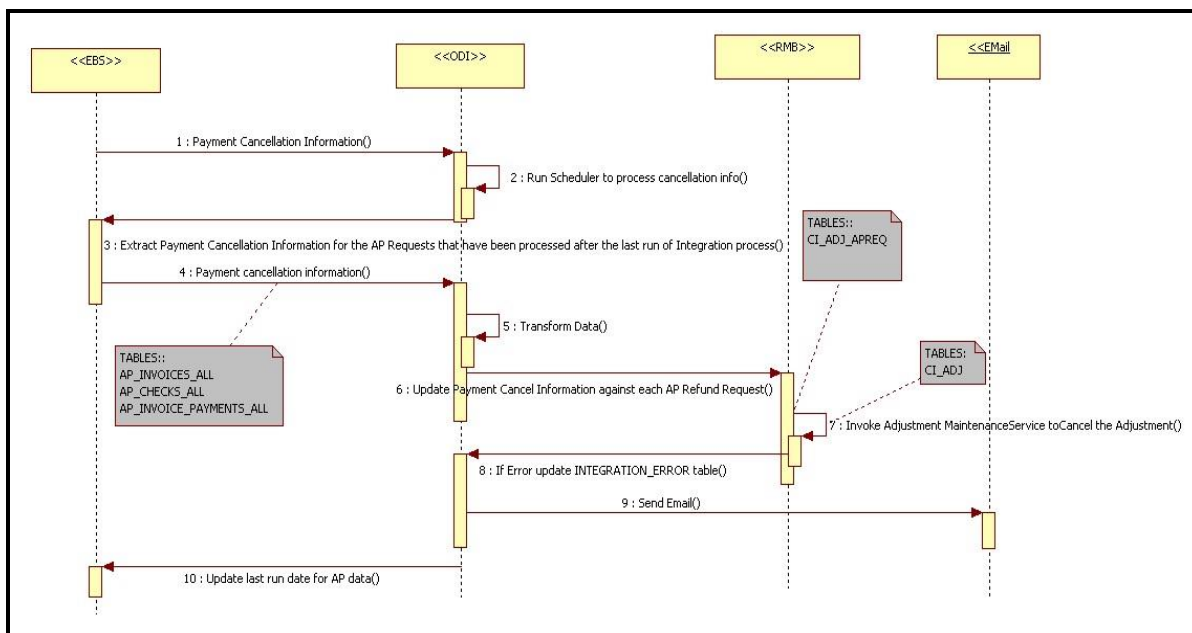 <<EBS>>
<<ODI>>
<<RMB>>
<<EMail
1 : Payment Cancellation Information()
2 : Run Scheduler to process cancellation info()
TABLES::
CI_ADJ_APREQ
3 : Extract Payment Cancellation Information for the AP Requests that have been processed after the last run of Integration process()
4 : Payment cancellation information()
5 : Transform Data()
TABLES::
AP_INVOICES_ALL
AP_CHECKS_ALL
AP_INVOICE_PAYMENTS_ALL
TABLES:
CI_ADJ
6 : Update Payment Cancel Information against each AP Refund Request()
7 : Invoke Adjustment MaintenanceService toCancel the Adjustment()
8 : If Error update INTEGRATION_ERROR table()
9 : Send Email()
10 : Update last run date for AP data()